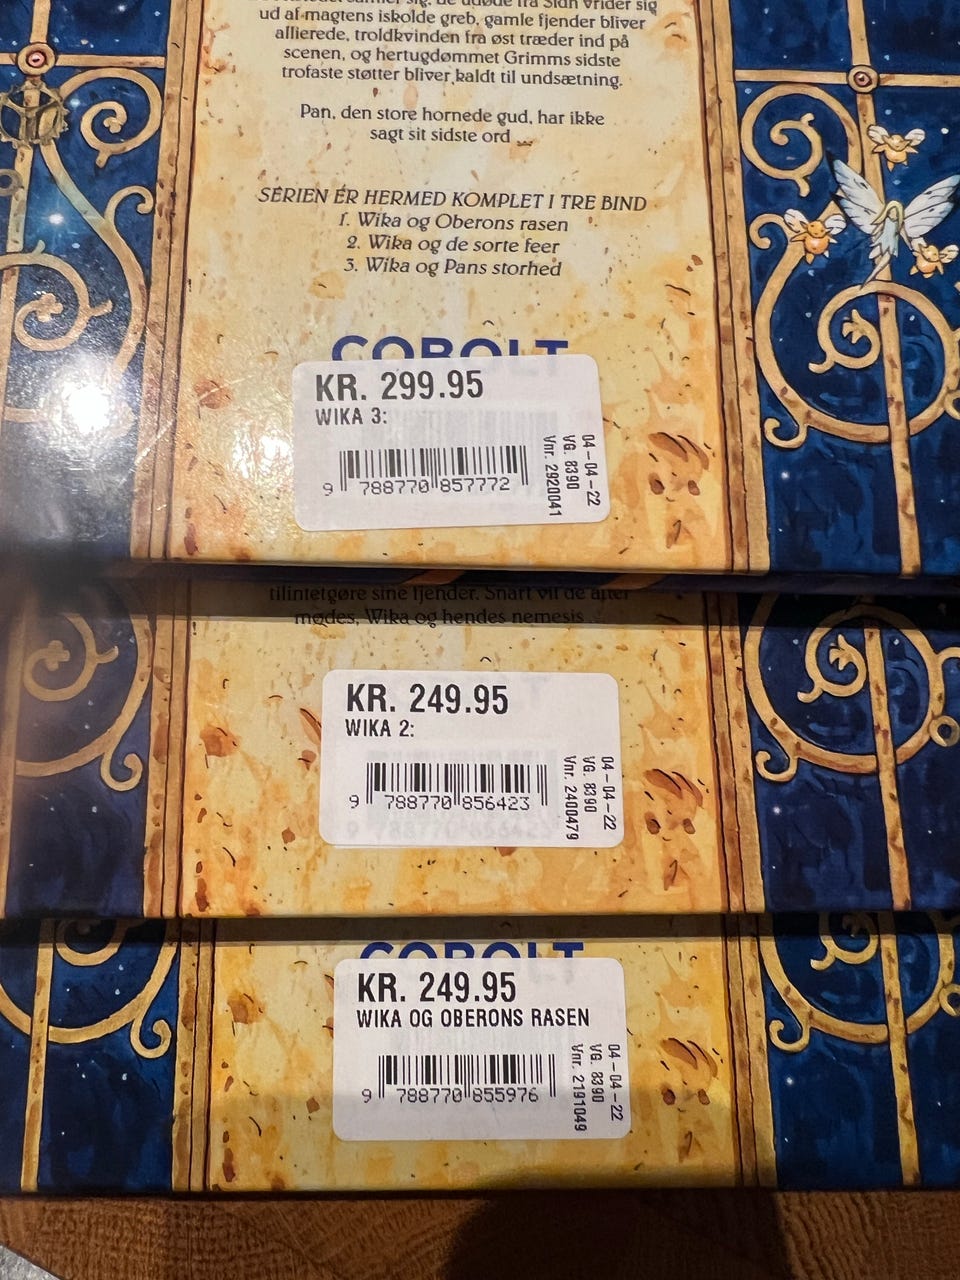 ud af magtens iskolde greb, gamle fjender bliver
allierede, troldkvinden fra øst træder ind på
scenen, og hertugdømmet Grimms sidste
trofaste støtter bliver kaldt til undsætning.
Pan, den store hornede gud, har ikke
sagt sit sidste ord ...
SERIEN ER HERMED KOMPLET I TRE BIND
1. Wika og Oberons rasen
2. Wika og de sorte feer
3. Wika og Pans storhed
COBOLT
KR. 299.95
WIKA 3:
9 788770 857772
04-04-22
VG. 8390
Vnr. 2920041
tilintetgøre sine fjender. Snart vil de atter
mødes, Wika og hendes nemesis ...
KR. 249.95
WIKA 2:
9 788770 856423
04-04-22
VG. 8390
Vnr. 2400479
COBOLT
KR. 249.95
WIKA OG OBERONS RASEN
9 788770 855976
04-04-22
VG. 8390
Vnr. 2191049